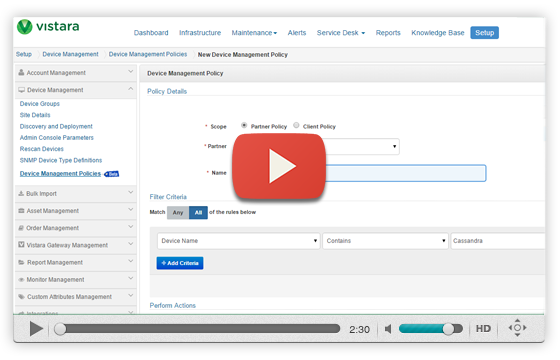 vistara
Dashboard Infrastructure Maintenance Alerts Service Desk Reports Knowledge Base Setup
Setup Device Management Device Management Policies New Device Management Policy
Account Management
Device Management
Device Groups
Site Details
Discovery and Deployment
Admin Console Parameters
Rescan Devices
SNMP Device Type Definitions
Device Management Policies Beta
Bulk Import
Asset Management
Order Management
Vistara Gateway Management
Report Management
Monitor Management
Custom Attributes Management
Integrations
Device Management Policy
Policy Details
* Scope Partner Policy Client Policy
* Partner
* Name
Filter Criteria
Match Any All of the rules below
Device Name Contains Cassandra
+ Add Criteria
Perform Actions
2:30 HD